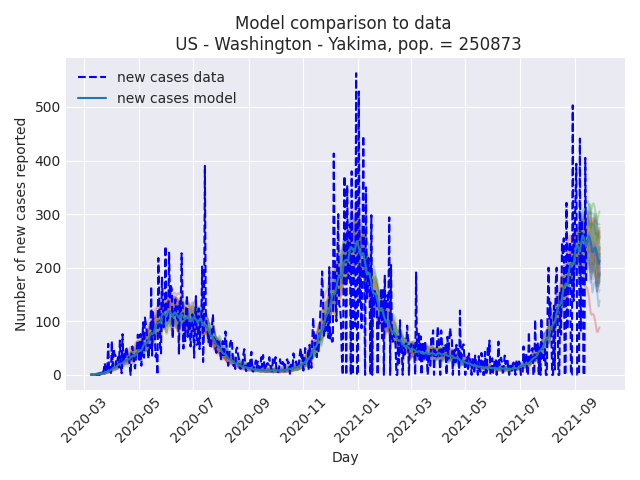 Model comparison to data
US - Washington - Yakima, pop. = 250873
new cases data
new cases model
Number of new cases reported
500
400
300
200
100
0
2020-03
2020-05
2020-07
2020-09
2020-11
2021-01
2021-03
2021-05
2021-07
2021-09
Day